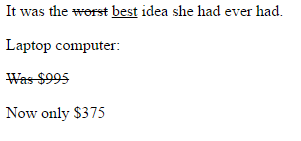 It was the worst best idea she had ever had.
Laptop computer:
Was $995
Now only $375